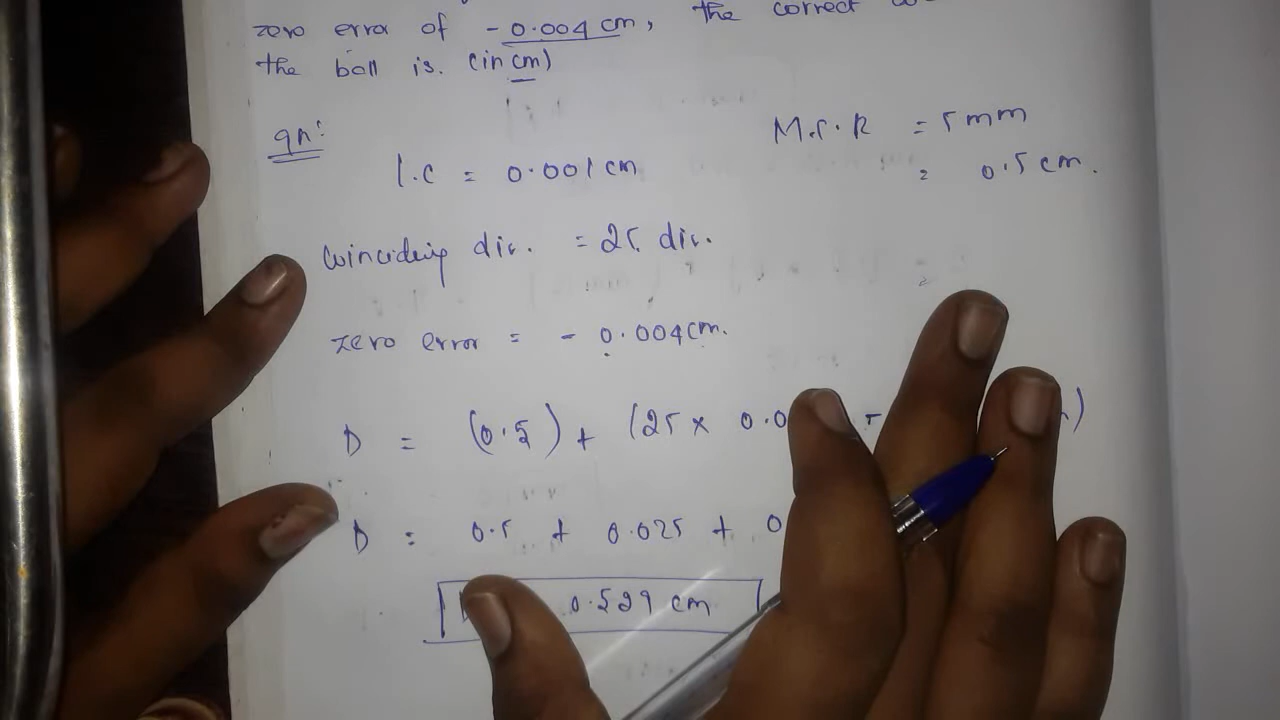 zero error of - 0.004 cm, the correct
the ball is. (in cm)
gn:
M.S.R = 5 mm
l.c = 0.001 cm
= 0.5 cm.
Coinciding div. = 25 div.
zero error = - 0.004 cm.
D = (0.5) + (25 × 0.0
D = 0.5 + 0.025 + 0
0.529 cm